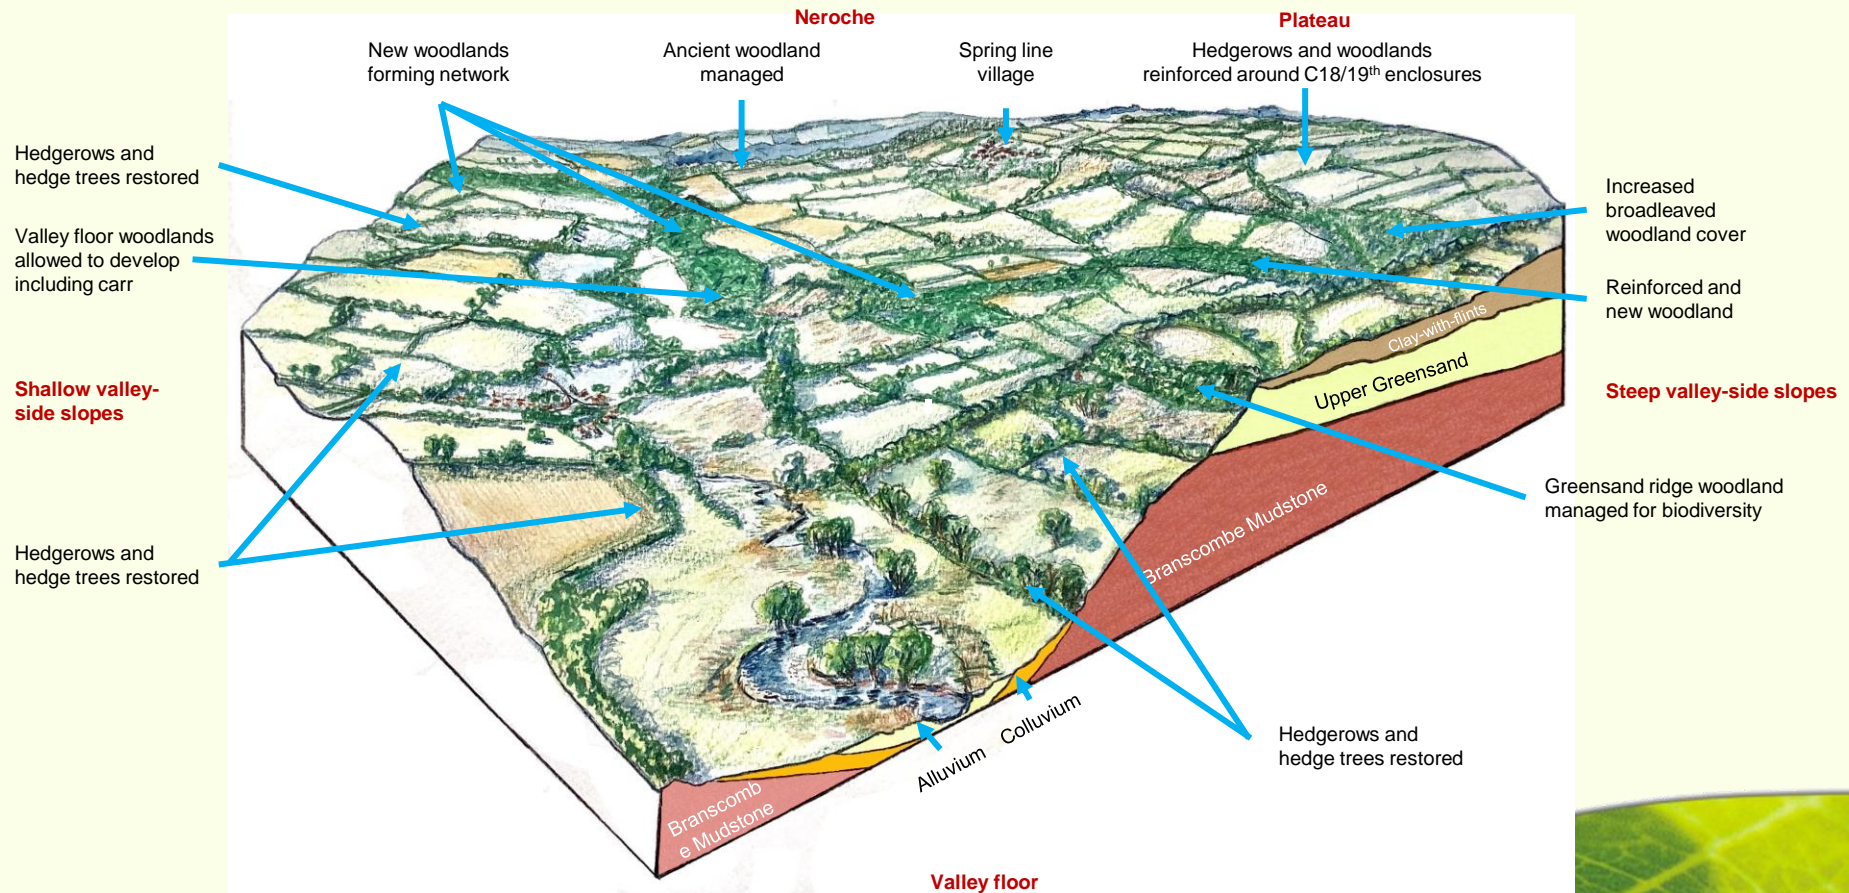 Neroche
Plateau
New woodlands
forming network
Ancient woodland
managed
Spring line
village
Hedgerows and woodlands
reinforced around C18/19th enclosures
Hedgerows and
hedge trees restored
Valley floor woodlands
allowed to develop
including carr
Increased
broadleaved
woodland cover
Reinforced and
new woodland
Clay-with-flints
Upper Greensand
Branscombe Mudstone
Shallow valley-
side slopes
Steep valley-side slopes
Greensand ridge woodland
managed for biodiversity
Hedgerows and
hedge trees restored
Hedgerows and
hedge trees restored
Alluvium
Colluvium
Branscomb
e Mudstone
Valley floor